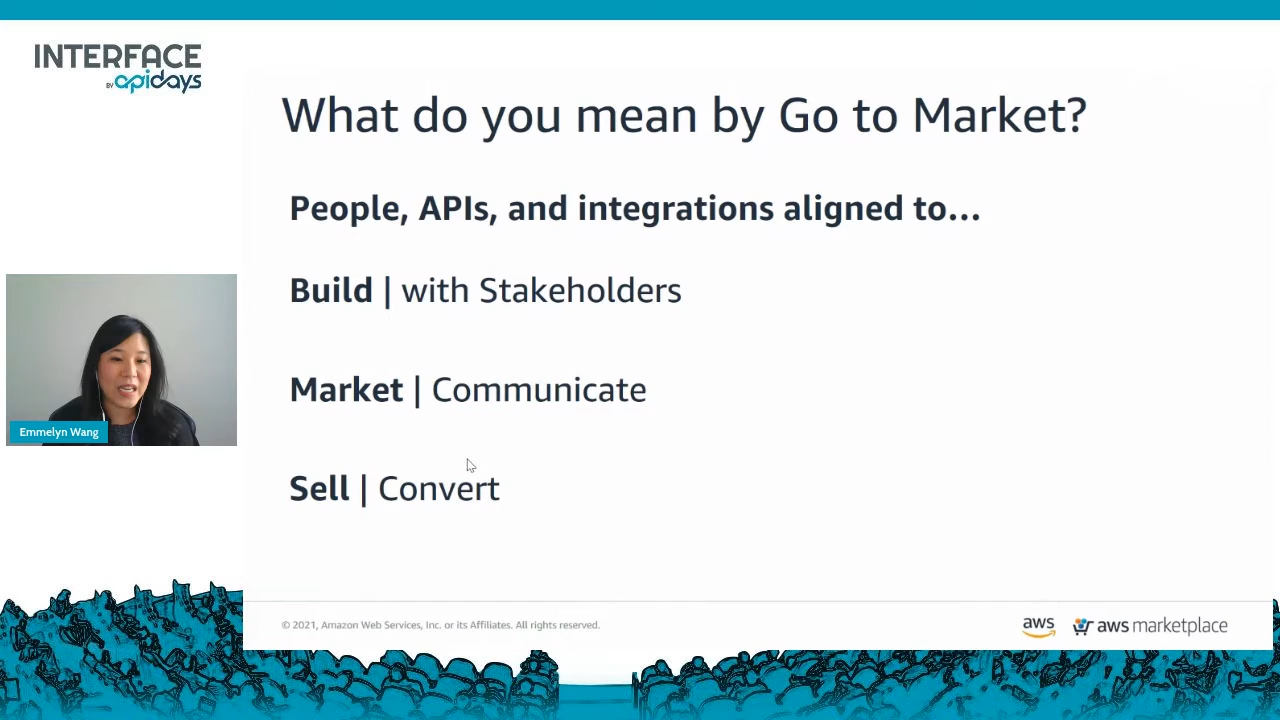 INTERFACE
BY apidays
What do you mean by Go to Market?
People, APIs, and integrations aligned to...
Build | with Stakeholders
Market | Communicate
Emmelyn Wang
Sell | Convert
© 2021, Amazon Web Services, Inc. or its Affiliates. All rights reserved.
aws
aws marketplace